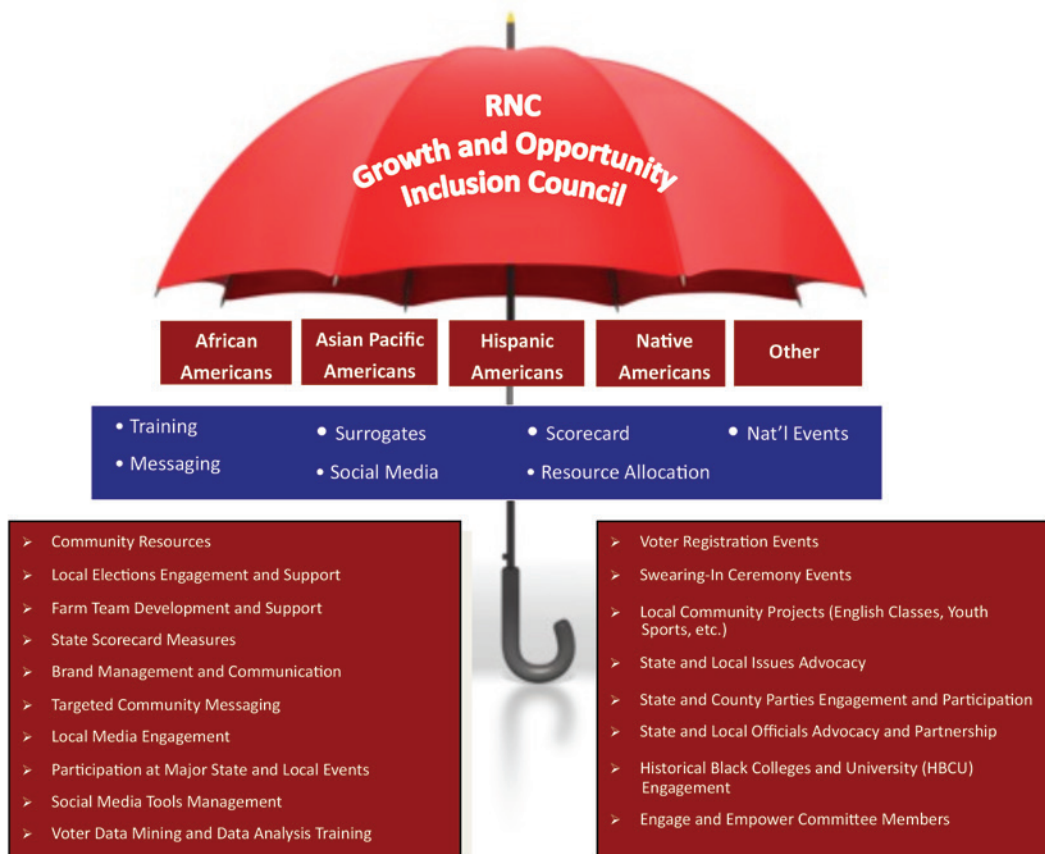 RNC
Growth and Opportunity
Inclusion Council
African
Americans
Asian Pacific
Americans
Hispanic
Americans
Native
Americans
Other
• Training
• Messaging
• Surrogates
• Social Media
• Scorecard
• Resource Allocation
• Nat’l Events
➢ Community Resources
➢ Local Elections Engagement and Support
➢ Farm Team Development and Support
➢ State Scorecard Measures
➢ Brand Management and Communication
➢ Targeted Community Messaging
➢ Local Media Engagement
➢ Participation at Major State and Local Events
➢ Social Media Tools Management
➢ Voter Data Mining and Data Analysis Training
➢ Voter Registration Events
➢ Swearing-In Ceremony Events
➢ Local Community Projects (English Classes, Youth
Sports, etc.)
➢ State and Local Issues Advocacy
➢ State and County Parties Engagement and Participation
➢ State and Local Officials Advocacy and Partnership
➢ Historical Black Colleges and University (HBCU)
Engagement
➢ Engage and Empower Committee Members